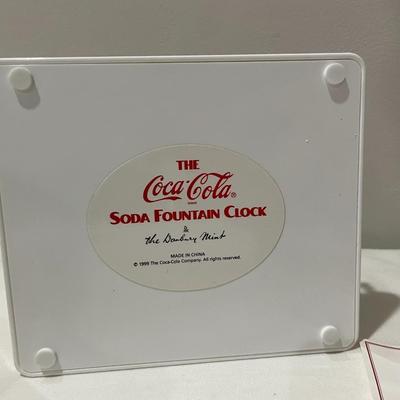 THE
Coca-Cola®
SODA FOUNTAIN CLOCK
&
the Danbury Mint
MADE IN CHINA
© 1999 The Coca-Cola Company. All rights reserved.